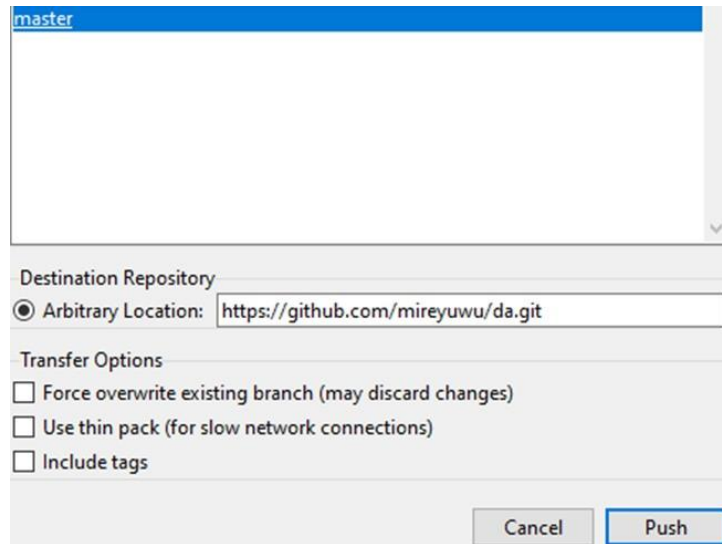 master
Destination Repository
Arbitrary Location: https://github.com/mireyuwu/da.git
Transfer Options
Force overwrite existing branch (may discard changes)
Use thin pack (for slow network connections)
Include tags
Cancel Push